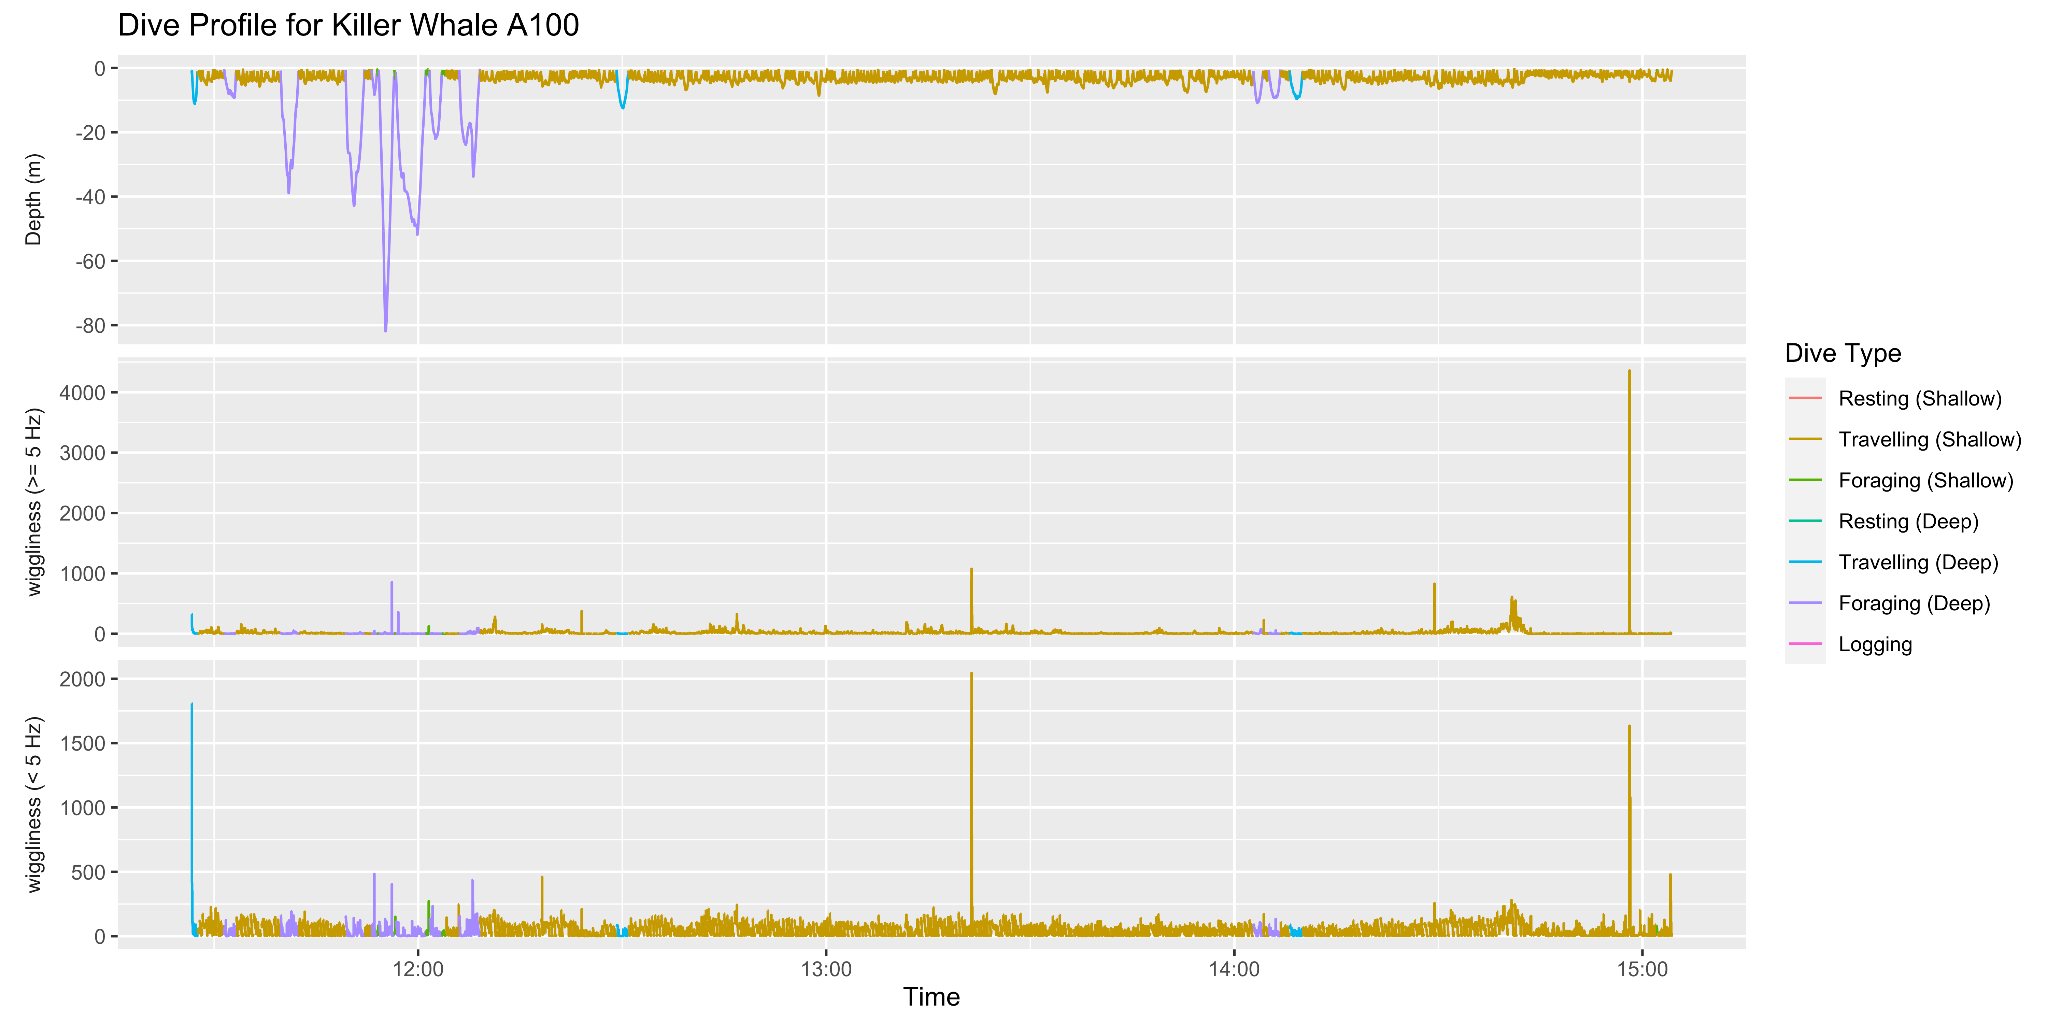 Dive Profile for Killer Whale A100
0
-20
-40
-60
-80
Depth (m)
4000
3000
2000
1000
0
wiggliness (>= 5 Hz)
2000
1500
1000
500
0
wiggliness (< 5 Hz)
12:00
13:00
14:00
15:00
Time
Dive Type
Resting (Shallow)
Travelling (Shallow)
Foraging (Shallow)
Resting (Deep)
Travelling (Deep)
Foraging (Deep)
Logging